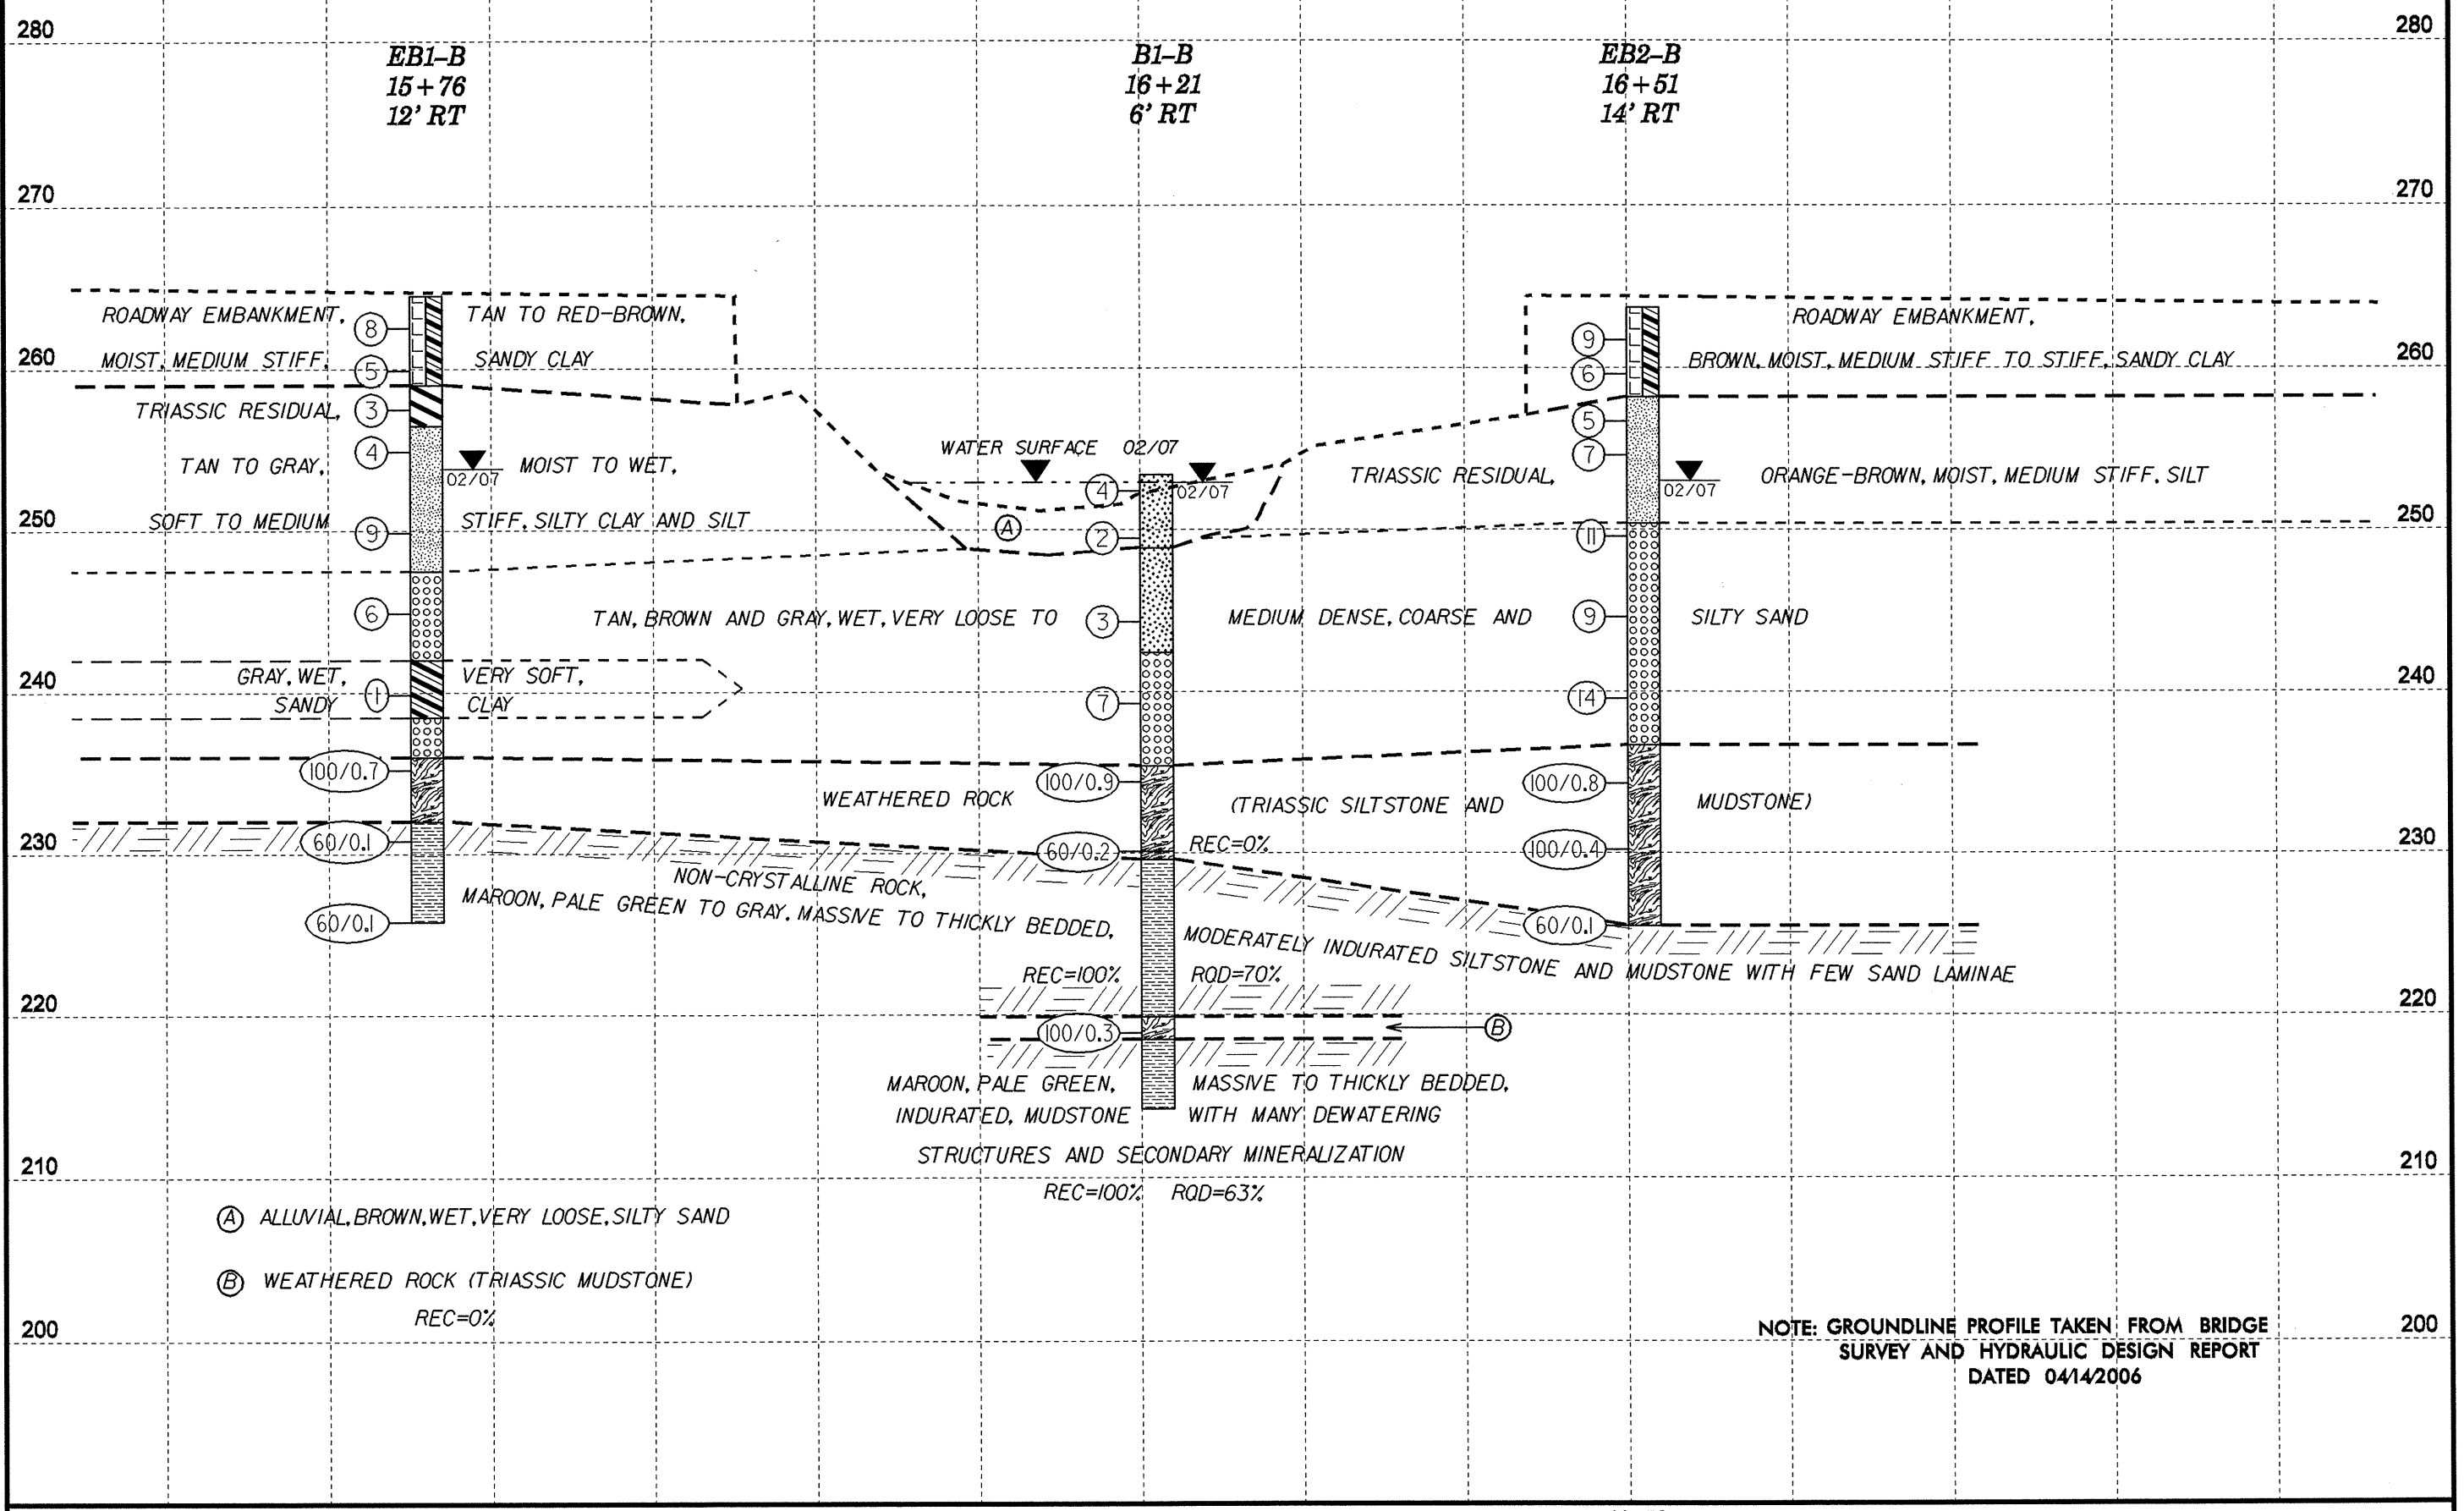 280 280
EB1-B B1-B EB2-B
15+76 16+21 16+51
12' RT 6' RT 14' RT
270 270
ROADWAY EMBANKMENT, 8 TAN TO RED-BROWN, ROADWAY EMBANKMENT,
9
260 MOIST, MEDIUM STIFF, 5 SANDY CLAY 6 BROWN, MOIST, MEDIUM STIFF TO STIFF, SANDY CLAY 260
TRIASSIC RESIDUAL, 3 5
WATER SURFACE 02/07
4 7
TAN TO GRAY, MOIST TO WET, TRIASSIC RESIDUAL, ORANGE-BROWN, MOIST, MEDIUM STIFF, SILT
02/07 4 02/07 02/07
250 SOFT TO MEDIUM STIFF, SILTY CLAY AND SILT A 250
9 2 11
6 TAN, BROWN AND GRAY, WET, VERY LOOSE TO 3 MEDIUM DENSE, COARSE AND 9 SILTY SAND
240 GRAY, WET, VERY SOFT, 240
SANDY 1 CLAY 7 14
100/0.7 100/0.9 100/0.8
WEATHERED ROCK (TRIASSIC SILTSTONE AND MUDSTONE)
230 60/0.1 60/0.2 REC=0% 100/0.4 230
NON-CRYSTALLINE ROCK,
MAROON, PALE GREEN TO GRAY, MASSIVE TO THICKLY BEDDED, MODERATELY INDURATED SILTSTONE AND MUDSTONE WITH FEW SAND LAMINAE
60/0.1 60/0.1
REC=100% RQD=70%
220 220
100/0.3 B
MAROON, PALE GREEN, MASSIVE TO THICKLY BEDDED,
INDURATED, MUDSTONE WITH MANY DEWATERING
STRUCTURES AND SECONDARY MINERALIZATION
210 210
REC=100% RQD=63%
A ALLUVIAL, BROWN, WET, VERY LOOSE, SILTY SAND
B WEATHERED ROCK (TRIASSIC MUDSTONE)
REC=0%
200 200
NOTE: GROUNDLINE PROFILE TAKEN FROM BRIDGE
SURVEY AND HYDRAULIC DESIGN REPORT
DATED 04/14/2006